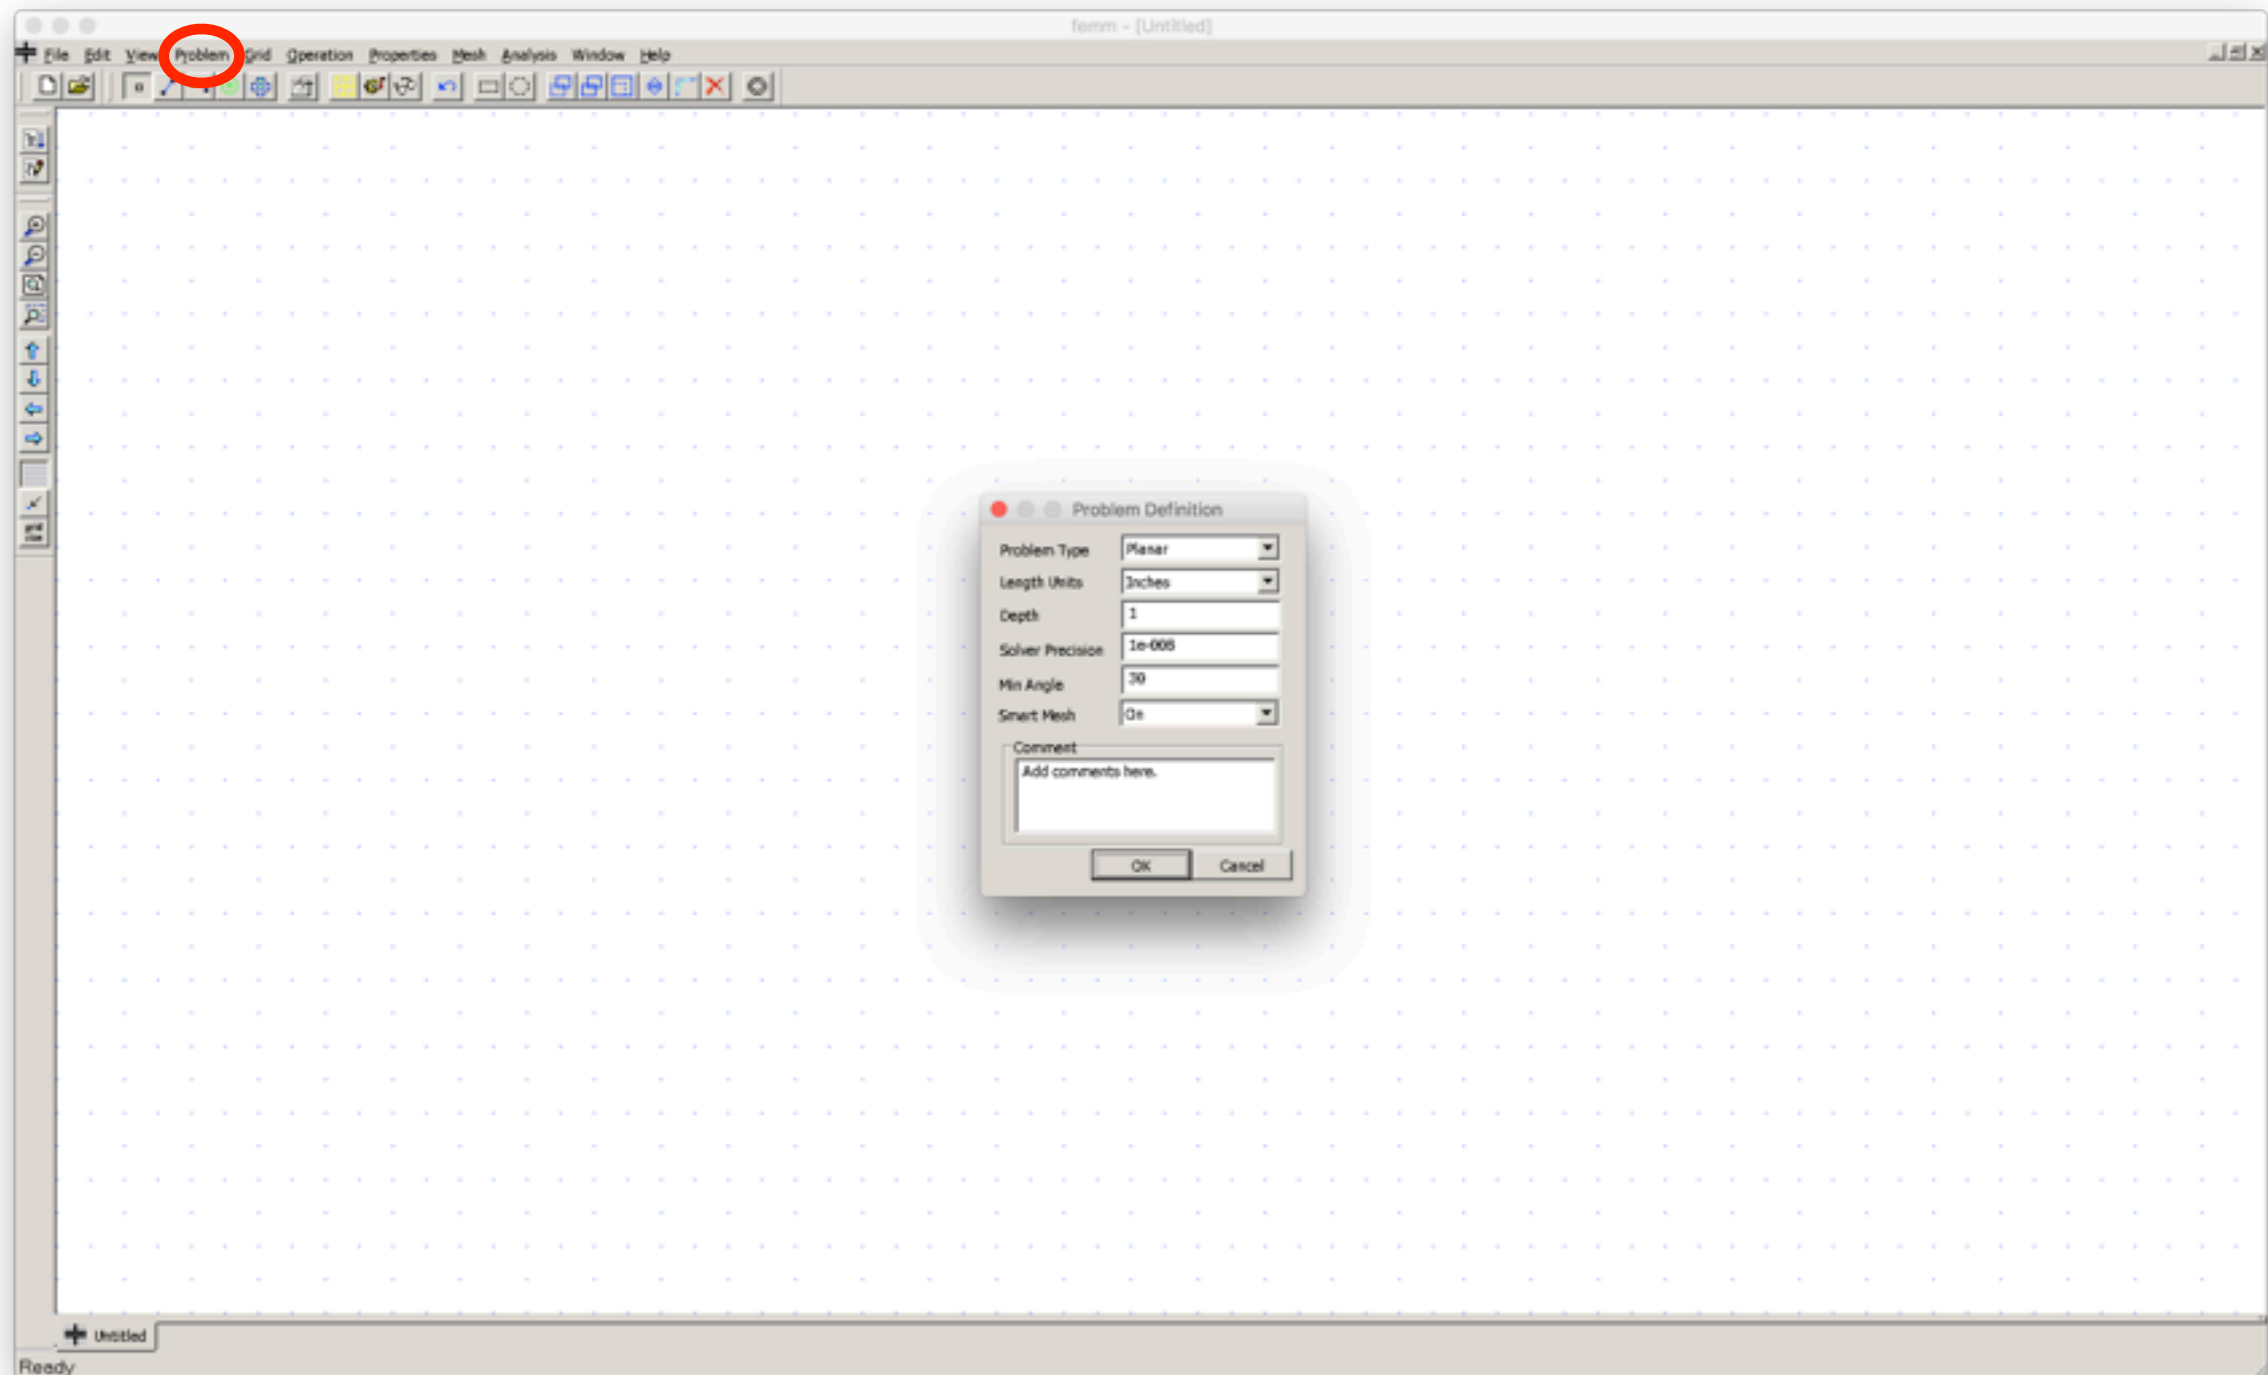 femm - [Untitled]
File Edit View Problem Grid Operation Properties Mesh Analysis Window Help
grid size
Problem Definition
Problem Type Planar
Length Units Inches
Depth 1
Solver Precision 1e-008
Min Angle 30
Smart Mesh On
Comment
Add comments here.
OK Cancel
Untitled
Ready